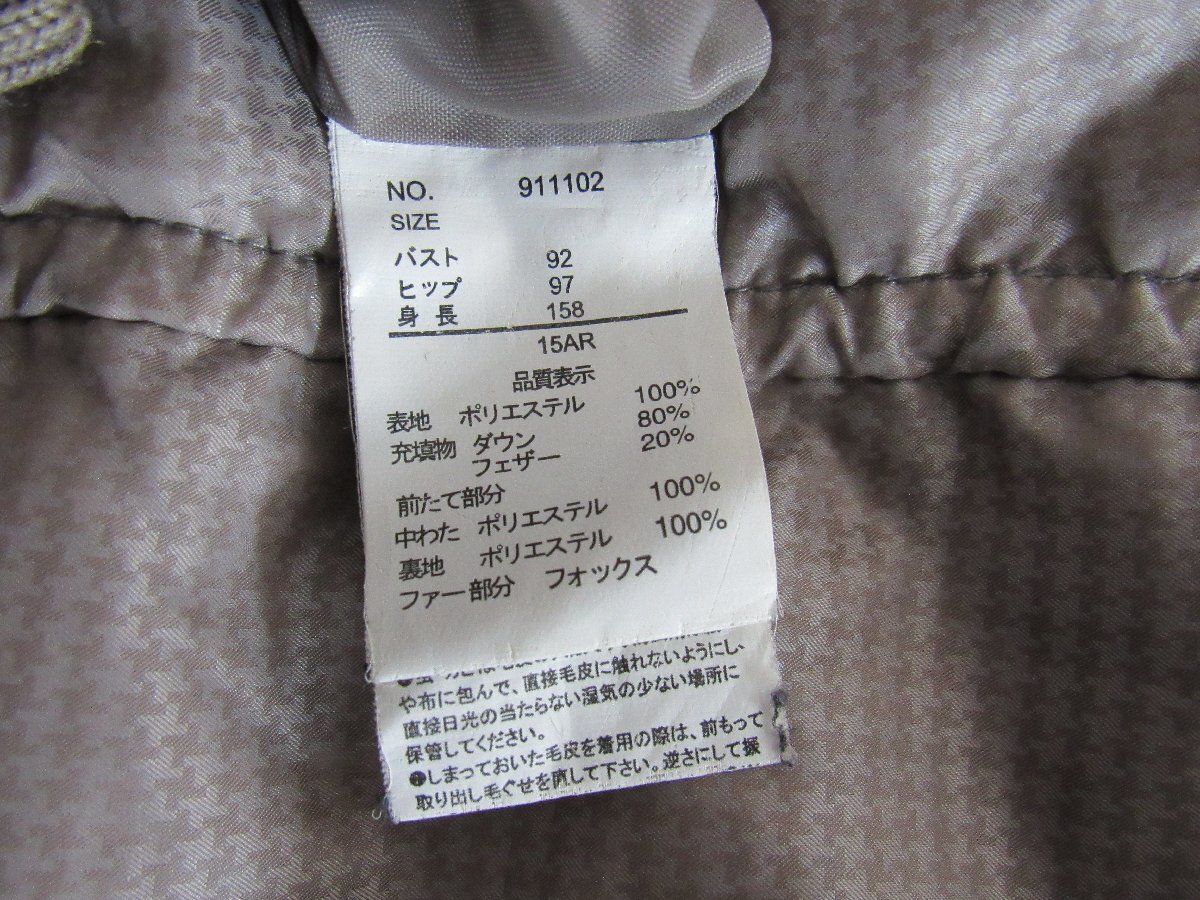 NO. 911102
SIZE
バスト 92
ヒップ 97
身長 158
15AR
品質表示
表地 ポリエステル 100%
充填物 ダウン 80%
フェザー 20%
前たて部分
中わた ポリエステル 100%
裏地 ポリエステル 100%
ファー部分 フォックス
や布に包んで、直接毛皮に触れないようにし、
直接日光の当たらない湿気の少ない場所に
保管してください。
しまっておいた毛皮を着用の際は、前もって
取り出し毛ぐせを直して下さい。逆さにして振